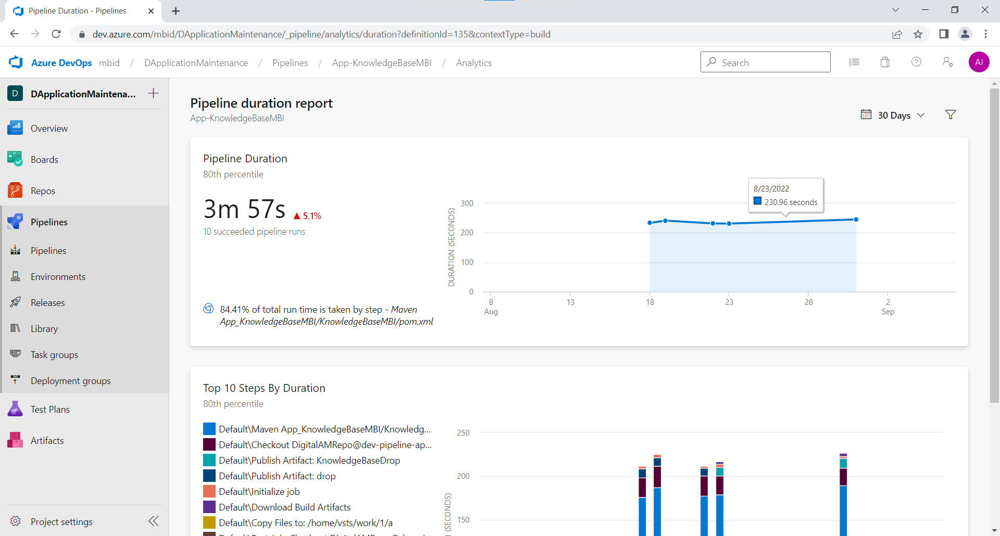 Pipeline Duration - Pipelines
dev.azure.com/mbid/DApplicationMaintenance/_pipeline/analytics/duration?definitionId=135&contextType=build
Azure DevOps mbid / DApplicationMaintenance / Pipelines / App-KnowledgeBaseMBI / Analytics
Search
AI
D DApplicationMaintena...
Overview
Boards
Repos
Pipelines
Pipelines
Environments
Releases
Library
Task groups
Deployment groups
Test Plans
Artifacts
Project settings
Pipeline duration report
App-KnowledgeBaseMBI
30 Days
Pipeline Duration
80th percentile
3m 57s ▲ 5.1%
10 succeeded pipeline runs
84.41% of total run time is taken by step - Maven
App_KnowledgeBaseMBI/KnowledgeBaseMBI/pom.xml
8/23/2022
230.96 seconds
DURATION (SECONDS)
300
200
100
0
8 13 18 23 28 2
Aug Sep
Top 10 Steps By Duration
80th percentile
Default\Maven App_KnowledgeBaseMBI/Knowledg...
Default\Checkout DigitalAMRepo@dev-pipeline-ap...
Default\Publish Artifact: KnowledgeBaseDrop
Default\Publish Artifact: drop
Default\Initialize job
Default\Download Build Artifacts
Default\Copy Files to: /home/vsts/work/1/a
250
200
150
(SECONDS)